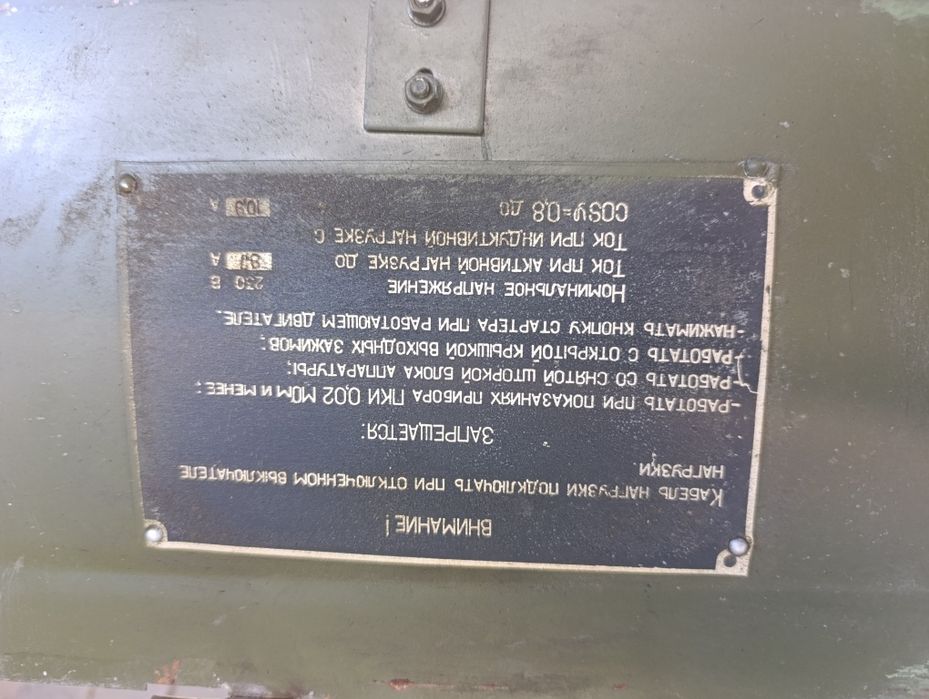 ВНИМАНИЕ!
КАБЕЛЬ НАГРУЗКИ ПОДКЛЮЧАТЬ ПРИ ОТКЛЮЧЕННОМ ВЫКЛЮЧАТЕЛЕ
НАГРУЗКИ.
ЗАПРЕЩАЕТСЯ:
-РАБОТАТЬ ПРИ ПОКАЗАНИЯХ ПРИБОРА ПКИ 0,02 МОМ И МЕНЕЕ;
-РАБОТАТЬ СО СНЯТОЙ ШТОРКОЙ БЛОКА АППАРАТУРЫ;
-РАБОТАТЬ С ОТКРЫТОЙ КРЫШКОЙ ВЫХОДНЫХ ЗАЖИМОВ;
-НАЖИМАТЬ КНОПКУ СТАРТЕРА ПРИ РАБОТАЮЩЕМ ДВИГАТЕЛЕ.
НОМИНАЛЬНОЕ НАПРЯЖЕНИЕ 230 В
ТОК ПРИ АКТИВНОЙ НАГРУЗКЕ ДО 87 А
ТОК ПРИ ИНДУКТИВНОЙ НАГРУЗКЕ С
COSφ=0,8 ДО 109 А